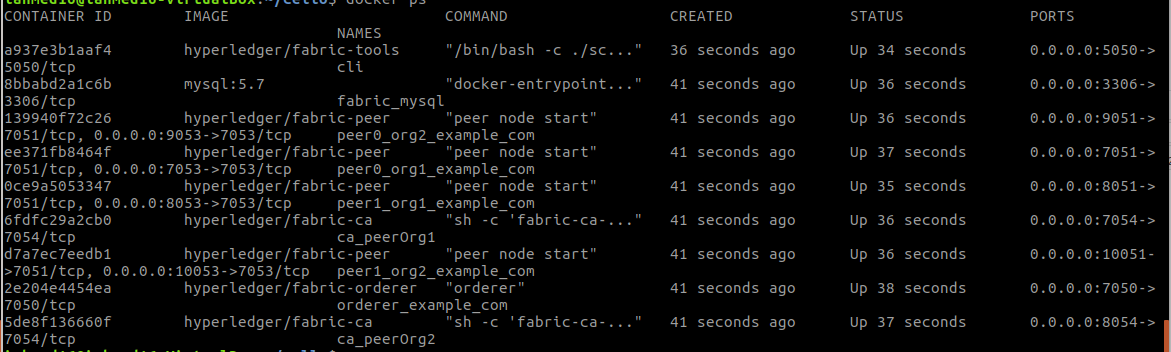 CONTAINER ID        IMAGE                        COMMAND                  CREATED             STATUS              PORTS
NAMES
a937e3b1aaf4        hyperledger/fabric-tools     "/bin/bash -c ./sc..."   36 seconds ago      Up 34 seconds       0.0.0.0:5050->
5050/tcp                             cli
8bbabd2a1c6b        mysql:5.7                    "docker-entrypoint..."   41 seconds ago      Up 36 seconds       0.0.0.0:3306->
3306/tcp                             fabric_mysql
139940f72c26        hyperledger/fabric-peer      "peer node start"        41 seconds ago      Up 36 seconds       0.0.0.0:9051->
7051/tcp, 0.0.0.0:9053->7053/tcp     peer0_org2_example_com
ee371fb8464f        hyperledger/fabric-peer      "peer node start"        41 seconds ago      Up 37 seconds       0.0.0.0:7051->
7051/tcp, 0.0.0.0:7053->7053/tcp     peer0_org1_example_com
0ce9a5053347        hyperledger/fabric-peer      "peer node start"        41 seconds ago      Up 35 seconds       0.0.0.0:8051->
7051/tcp, 0.0.0.0:8053->7053/tcp     peer1_org1_example_com
6fdfc29a2cb0        hyperledger/fabric-ca        "sh -c 'fabric-ca-..."   41 seconds ago      Up 36 seconds       0.0.0.0:7054->
7054/tcp                             ca_peerOrg1
d7a7ec7eedb1        hyperledger/fabric-peer      "peer node start"        41 seconds ago      Up 36 seconds       0.0.0.0:10051-
>7051/tcp, 0.0.0.0:10053->7053/tcp   peer1_org2_example_com
2e204e4454ea        hyperledger/fabric-orderer   "orderer"                41 seconds ago      Up 38 seconds       0.0.0.0:7050->
7050/tcp                             orderer_example_com
5de8f136660f        hyperledger/fabric-ca        "sh -c 'fabric-ca-..."   41 seconds ago      Up 37 seconds       0.0.0.0:8054->
7054/tcp                             ca_peerOrg2